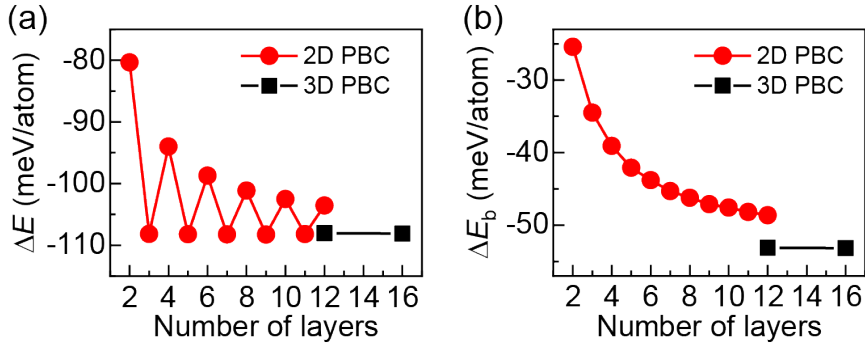 (a)
ΔE (meV/atom)
-80
-90
-100
-110
2D PBC
3D PBC
2 4 6 8 10 12 14 16
Number of layers
(b)
ΔEb (meV/atom)
-30
-40
-50
2D PBC
3D PBC
2 4 6 8 10 12 14 16
Number of layers